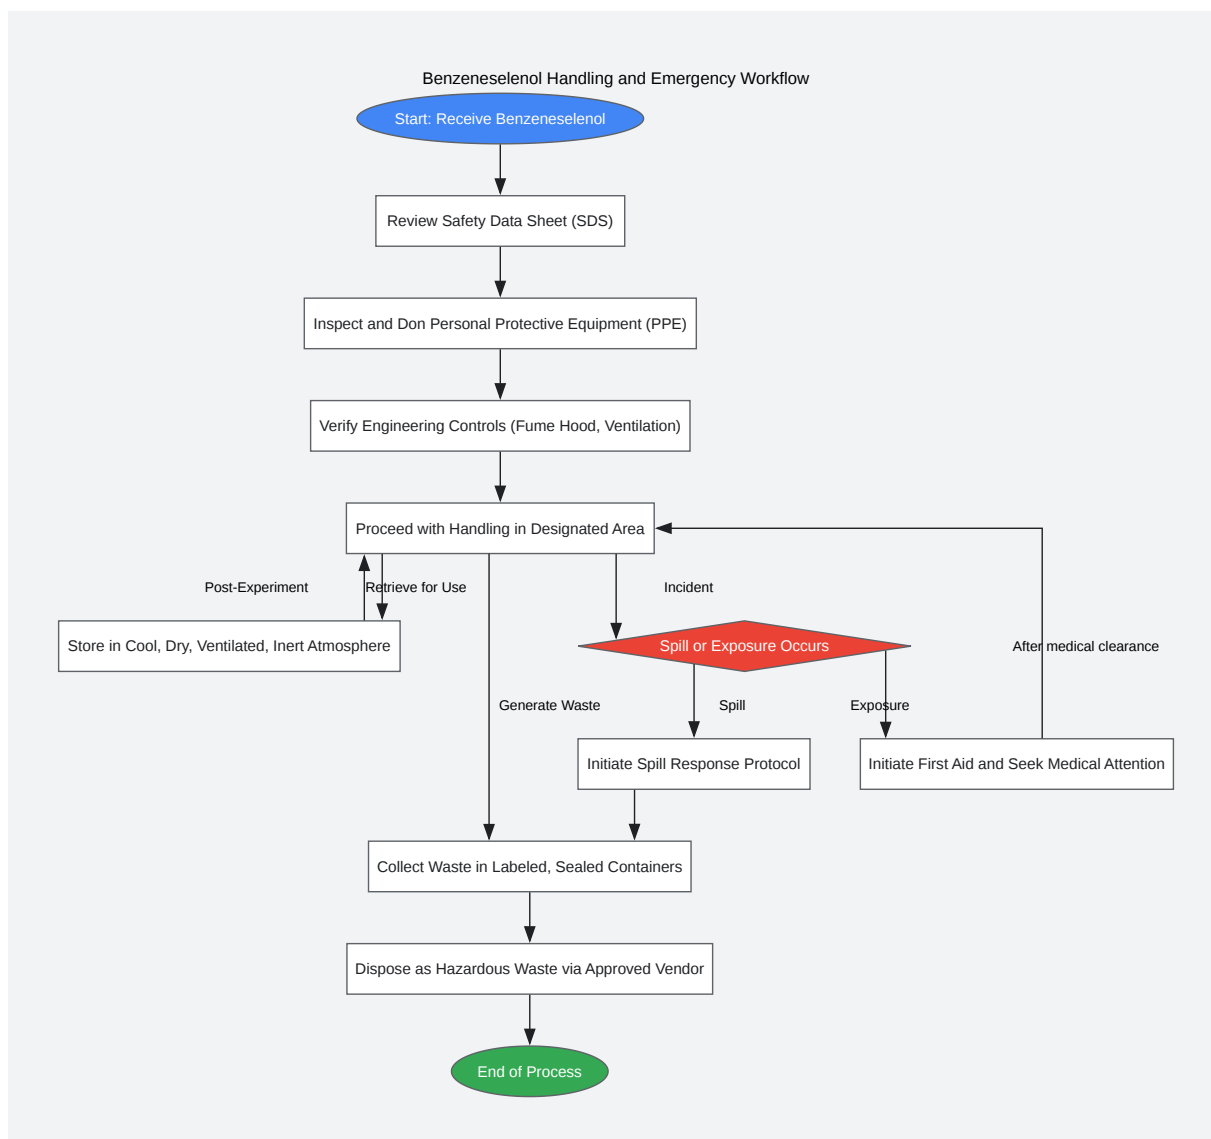 Benzeneselenol Handling and Emergency Workflow
Start: Receive Benzeneselenol
Review Safety Data Sheet (SDS)
Inspect and Don Personal Protective Equipment (PPE)
Verify Engineering Controls (Fume Hood, Ventilation)
Proceed with Handling in Designated Area
Post-Experiment
Retrieve for Use
Incident
Store in Cool, Dry, Ventilated, Inert Atmosphere
Spill or Exposure Occurs
After medical clearance
Generate Waste
Spill
Exposure
Initiate Spill Response Protocol
Initiate First Aid and Seek Medical Attention
Collect Waste in Labeled, Sealed Containers
Dispose as Hazardous Waste via Approved Vendor
End of Process